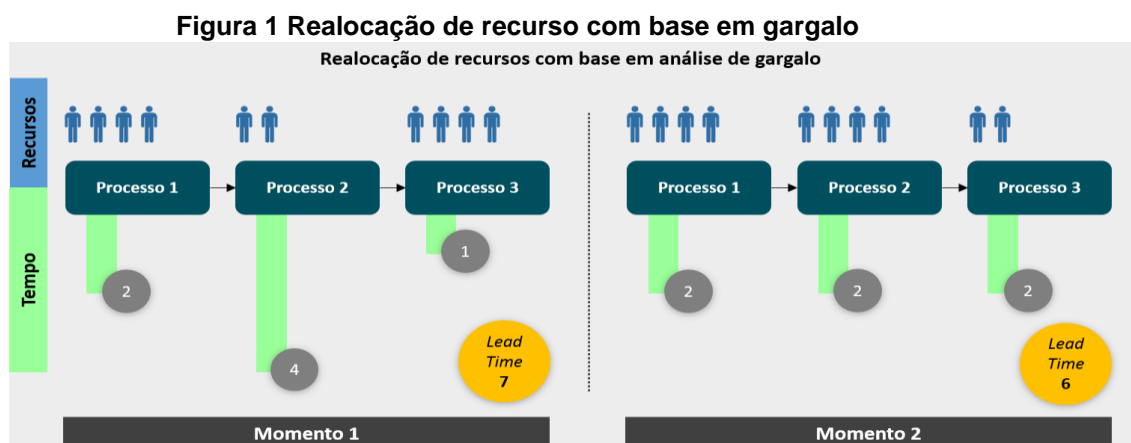 Figura 1 Realocação de recurso com base em gargalo
Realocação de recursos com base em análise de gargalo
Recursos
Tempo
Processo 1
Processo 2
Processo 3
2
4
1
Lead
Time
7
Momento 1
Processo 1
Processo 2
Processo 3
2
2
2
Lead
Time
6
Momento 2